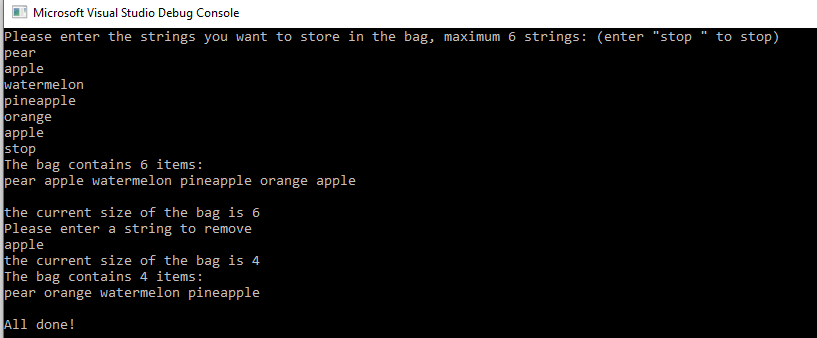 Microsoft Visual Studio Debug Console
Please enter the strings you want to store in the bag, maximum 6 strings: (enter "stop " to stop)
pear
apple
watermelon
pineapple
orange
apple
stop
The bag contains 6 items:
pear apple watermelon pineapple orange apple
the current size of the bag is 6
Please enter a string to remove
apple
the current size of the bag is 4
The bag contains 4 items:
pear orange watermelon pineapple
All done!